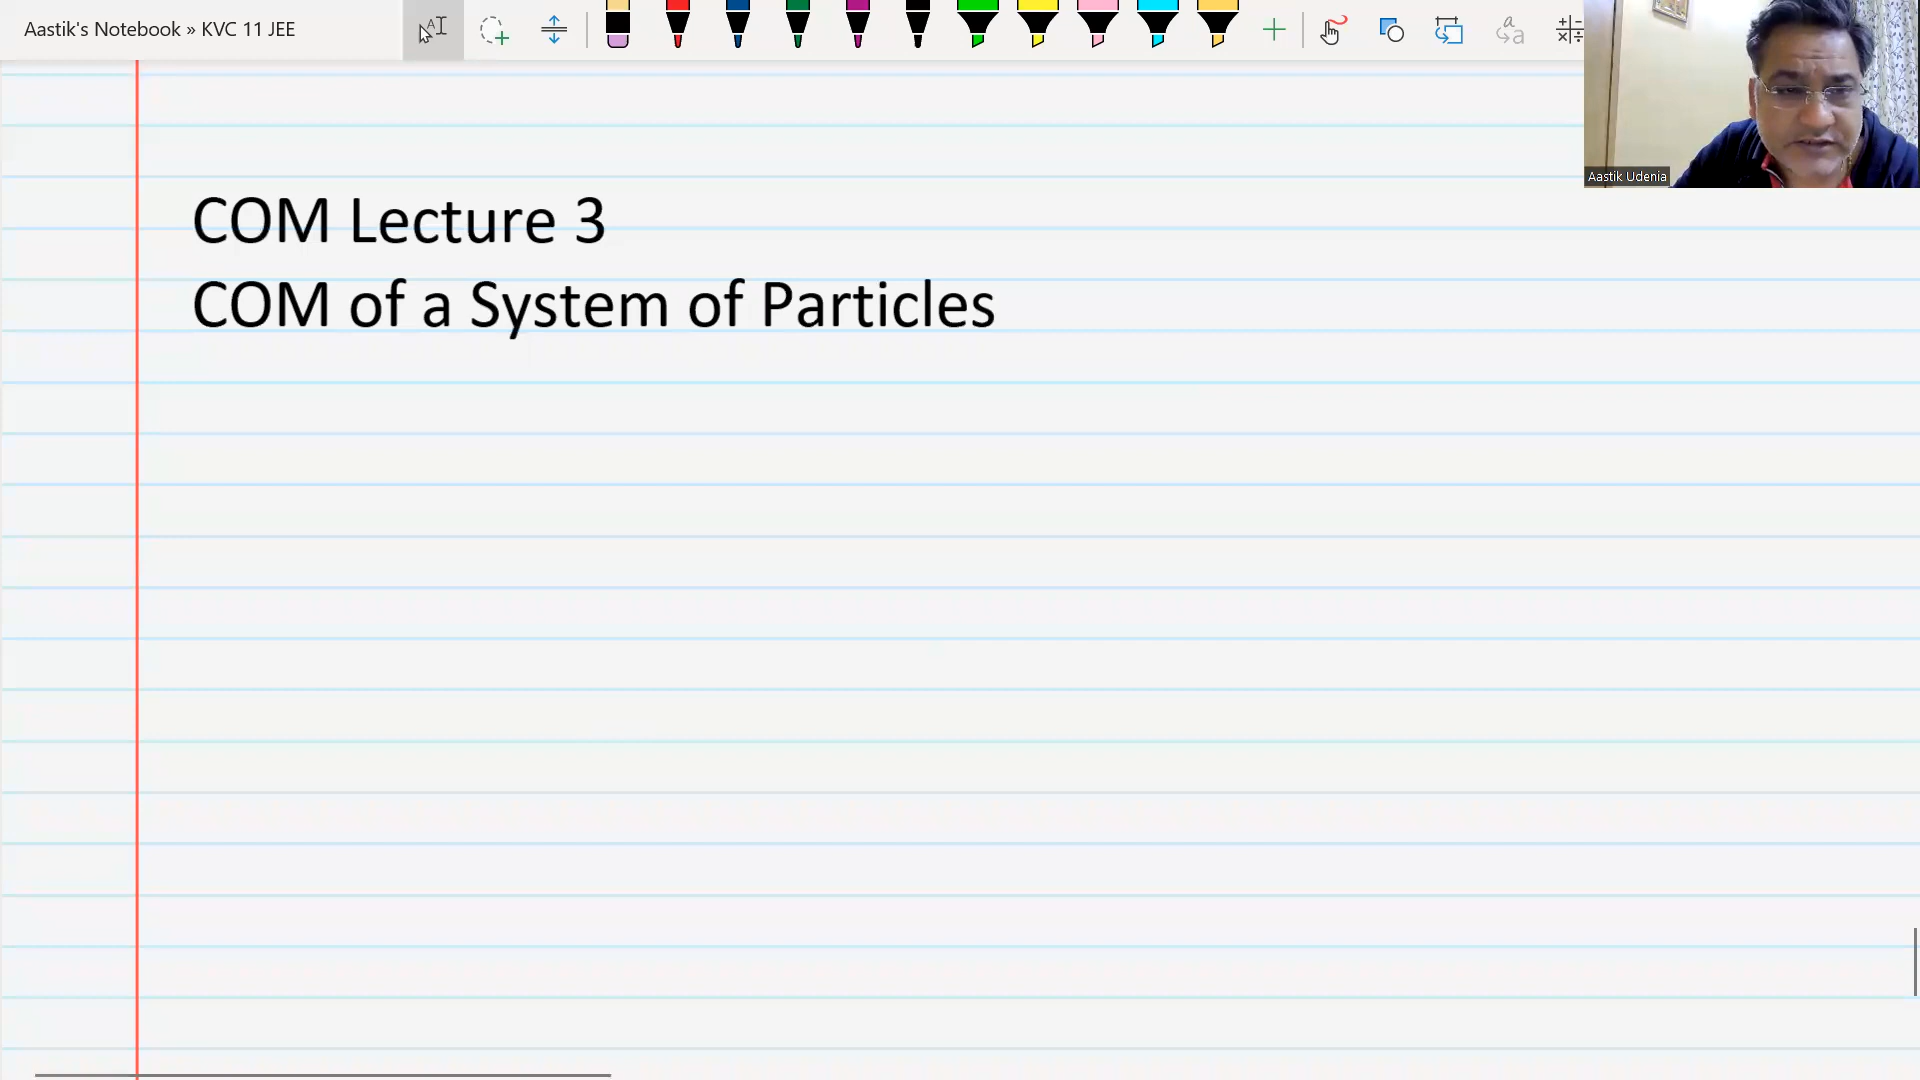 Aastik's Notebook » KVC 11 JEE
Aastik Udenia
COM Lecture 3
COM of a System of Particles